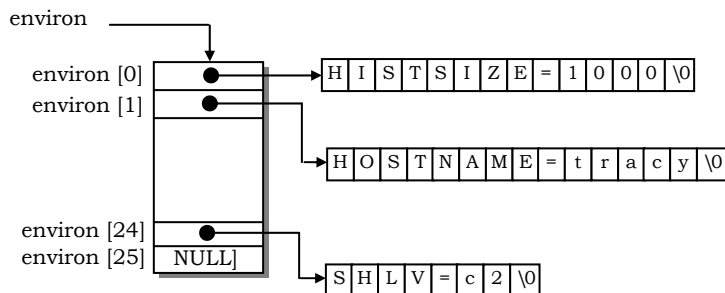 environ
environ [0]
H I S T S I Z E = 1 0 0 0 \0
environ [1]
H O S T N A M E = t r a c y \0
environ [24]
environ [25]
NULL]
S H L V = c 2 \0